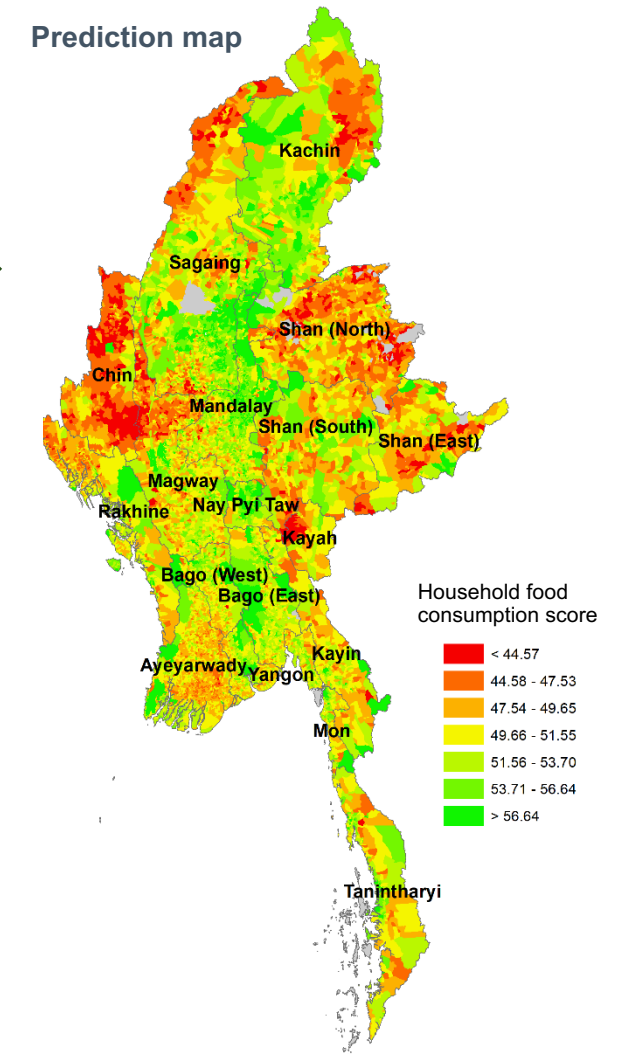 Prediction map
Kachin
Sagaing
Shan (North)
Chin
Mandalay
Shan (South)
Shan (East)
Magway
Nay Pyi Taw
Rakhine
Kayah
Bago (West)
Bago (East)
Household food
consumption score
Kayin
Ayeyarwady
Yangon
Mon
Tanintharyi
< 44.57
44.58 - 47.53
47.54 - 49.65
49.66 - 51.55
51.56 - 53.70
53.71 - 56.64
> 56.64